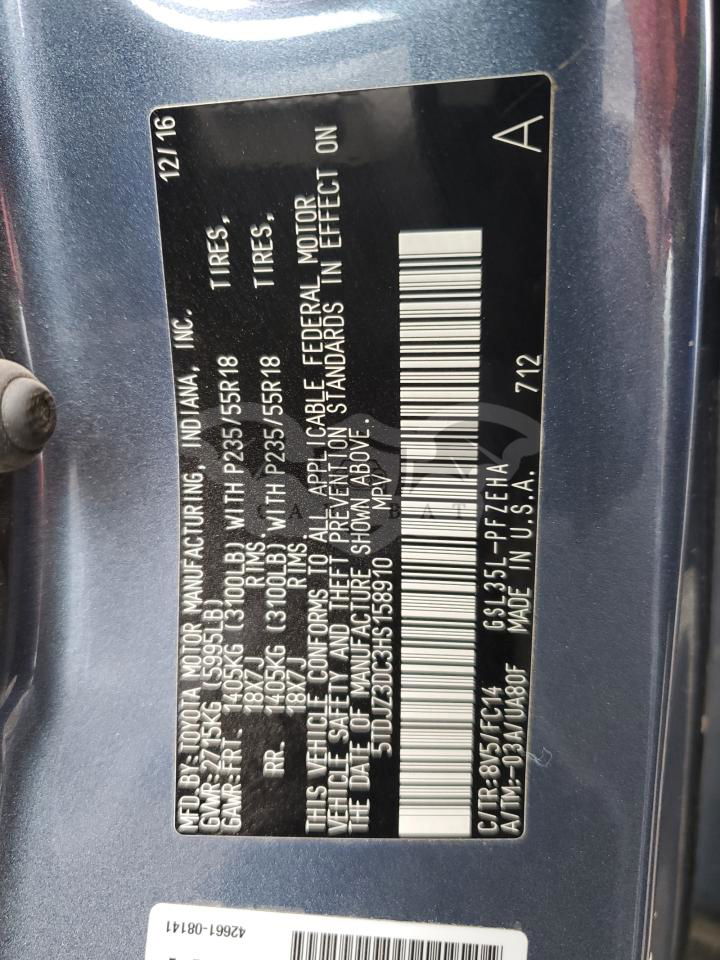 MFD.BY:TOYOTA MOTOR MANUFACTURING, INDIANA, INC. 12/16
GVWR:2715KG (5995LB)
GAWR:FRT. 1405KG (3100LB) WITH P235/55R18 TIRES,
18X7J RIMS.
RR. 1405KG (3100LB) WITH P235/55R18 TIRES,
18X7J RIMS.
THIS VEHICLE CONFORMS TO ALL APPLICABLE FEDERAL MOTOR
VEHICLE SAFETY AND THEFT PREVENTION STANDARDS IN EFFECT ON
THE DATE OF MANUFACTURE SHOWN ABOVE.
5TDJZ3DC3HS158910 MPV
C/TR:8V5/FC14 GSL35L-PFZEHA A
A/TM:-03A/UA80F MADE IN U.S.A. 712
42661-08141